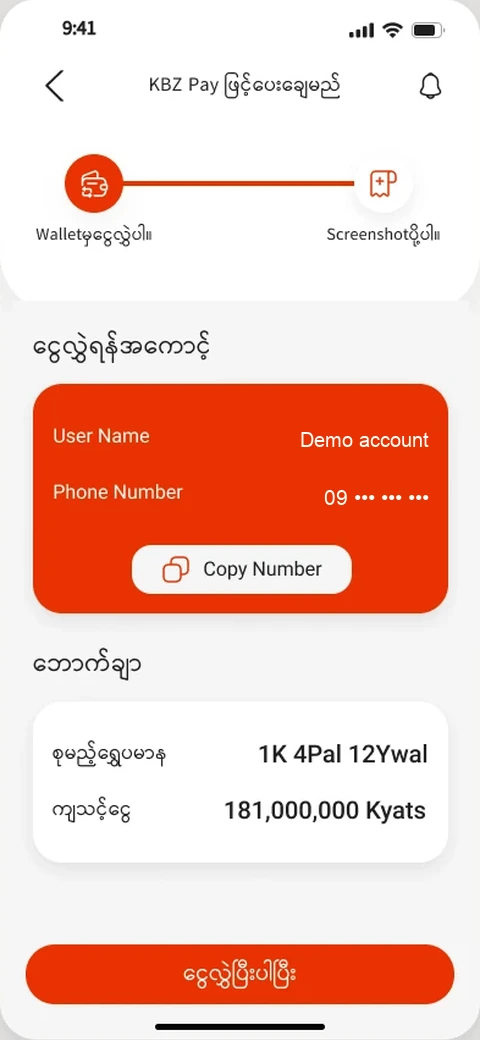 9:41
KBZ Pay ဖြင့်ပေးချေမည်
Walletမှငွေလွှဲပါ။
Screenshotပို့ပါ။
ငွေလွှဲရန်အကောင့်
User Name
Demo account
Phone Number
09 ••• ••• •••
Copy Number
ဘောက်ချာ
စုမည့်ရွှေပမာန
1K 4Pal 12Ywal
ကျသင့်ငွေ
181,000,000 Kyats
ငွေလွှဲပြီးပါပြီး